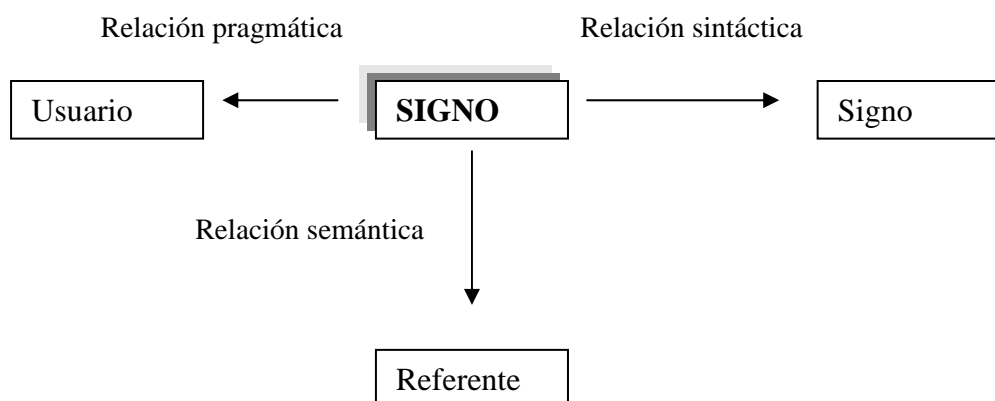 Relación pragmática
Relación sintáctica
Usuario
SIGNO
Signo
Relación semántica
Referente